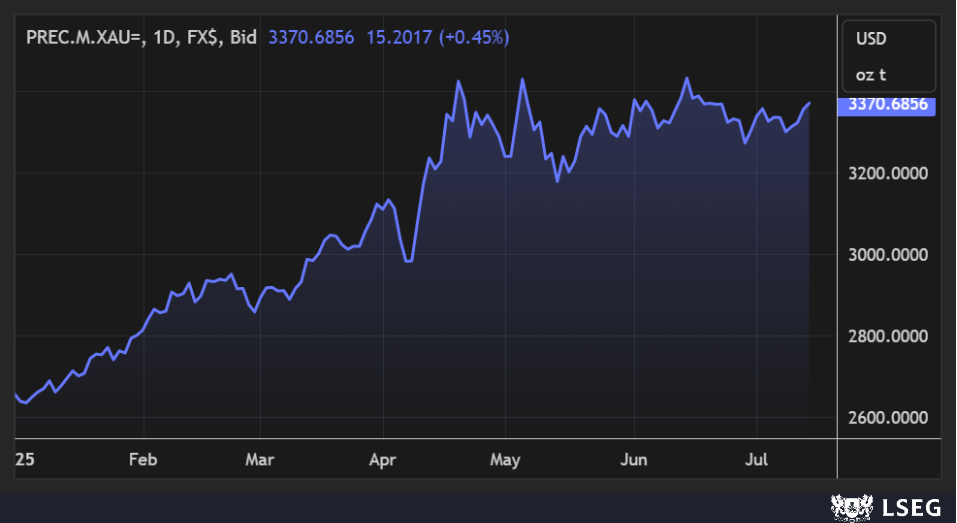 PREC.M.XAU=, 1D, FX$, Bid 3370.6856 15.2017 (+0.45%)
USD
oz t
3370.6856
3200.0000
3000.0000
2800.0000
2600.0000
25 Feb Mar Apr May Jun Jul
LSEG